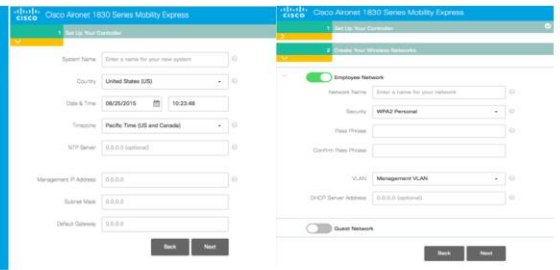 CISCO
Cisco Aironet 1830 Series Mobility Express
1 Set Up Your Controller
System Name Enter a name for your new system
Country United States (US)
Date & Time 08/25/2015 10:23:48
Timezone Pacific Time (US and Canada)
NTP Server 0.0.0.0 (optional)
Management IP Address 0.0.0.0
Subnet Mask 0.0.0.0
Default Gateway 0.0.0.0
Back Next
CISCO
Cisco Aironet 1830 Series Mobility Express
1 Set Up Your Controller
2 Create Your Wireless Networks
Employee Network
Network Name Enter a name for your network
Security WPA2 Personal
Pass Phrase
Confirm Pass Phrase
VLAN Management VLAN
DHCP Server Address 0.0.0.0 (optional)
Guest Network
Back Next